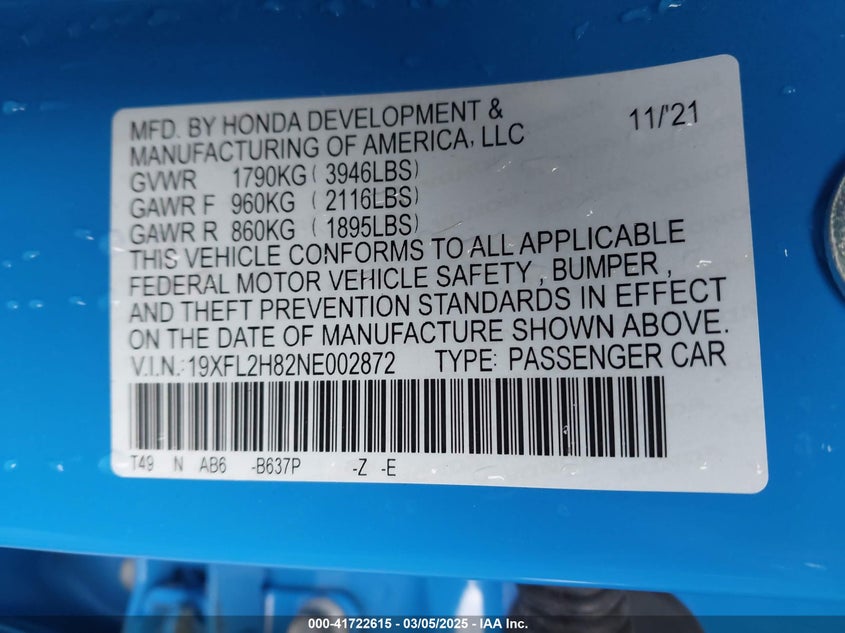 MFD. BY HONDA DEVELOPMENT & 11/'21
MANUFACTURING OF AMERICA, LLC
GVWR 1790KG ( 3946LBS)
GAWR F 960KG ( 2116LBS)
GAWR R 860KG ( 1895LBS)
THIS VEHICLE CONFORMS TO ALL APPLICABLE
FEDERAL MOTOR VEHICLE SAFETY , BUMPER ,
AND THEFT PREVENTION STANDARDS IN EFFECT
ON THE DATE OF MANUFACTURE SHOWN ABOVE.
V.I.N.: 19XFL2H82NE002872 TYPE: PASSENGER CAR
T49 N AB6 -B637P -Z -E
000-41722615 - 03/05/2025 - IAA Inc.